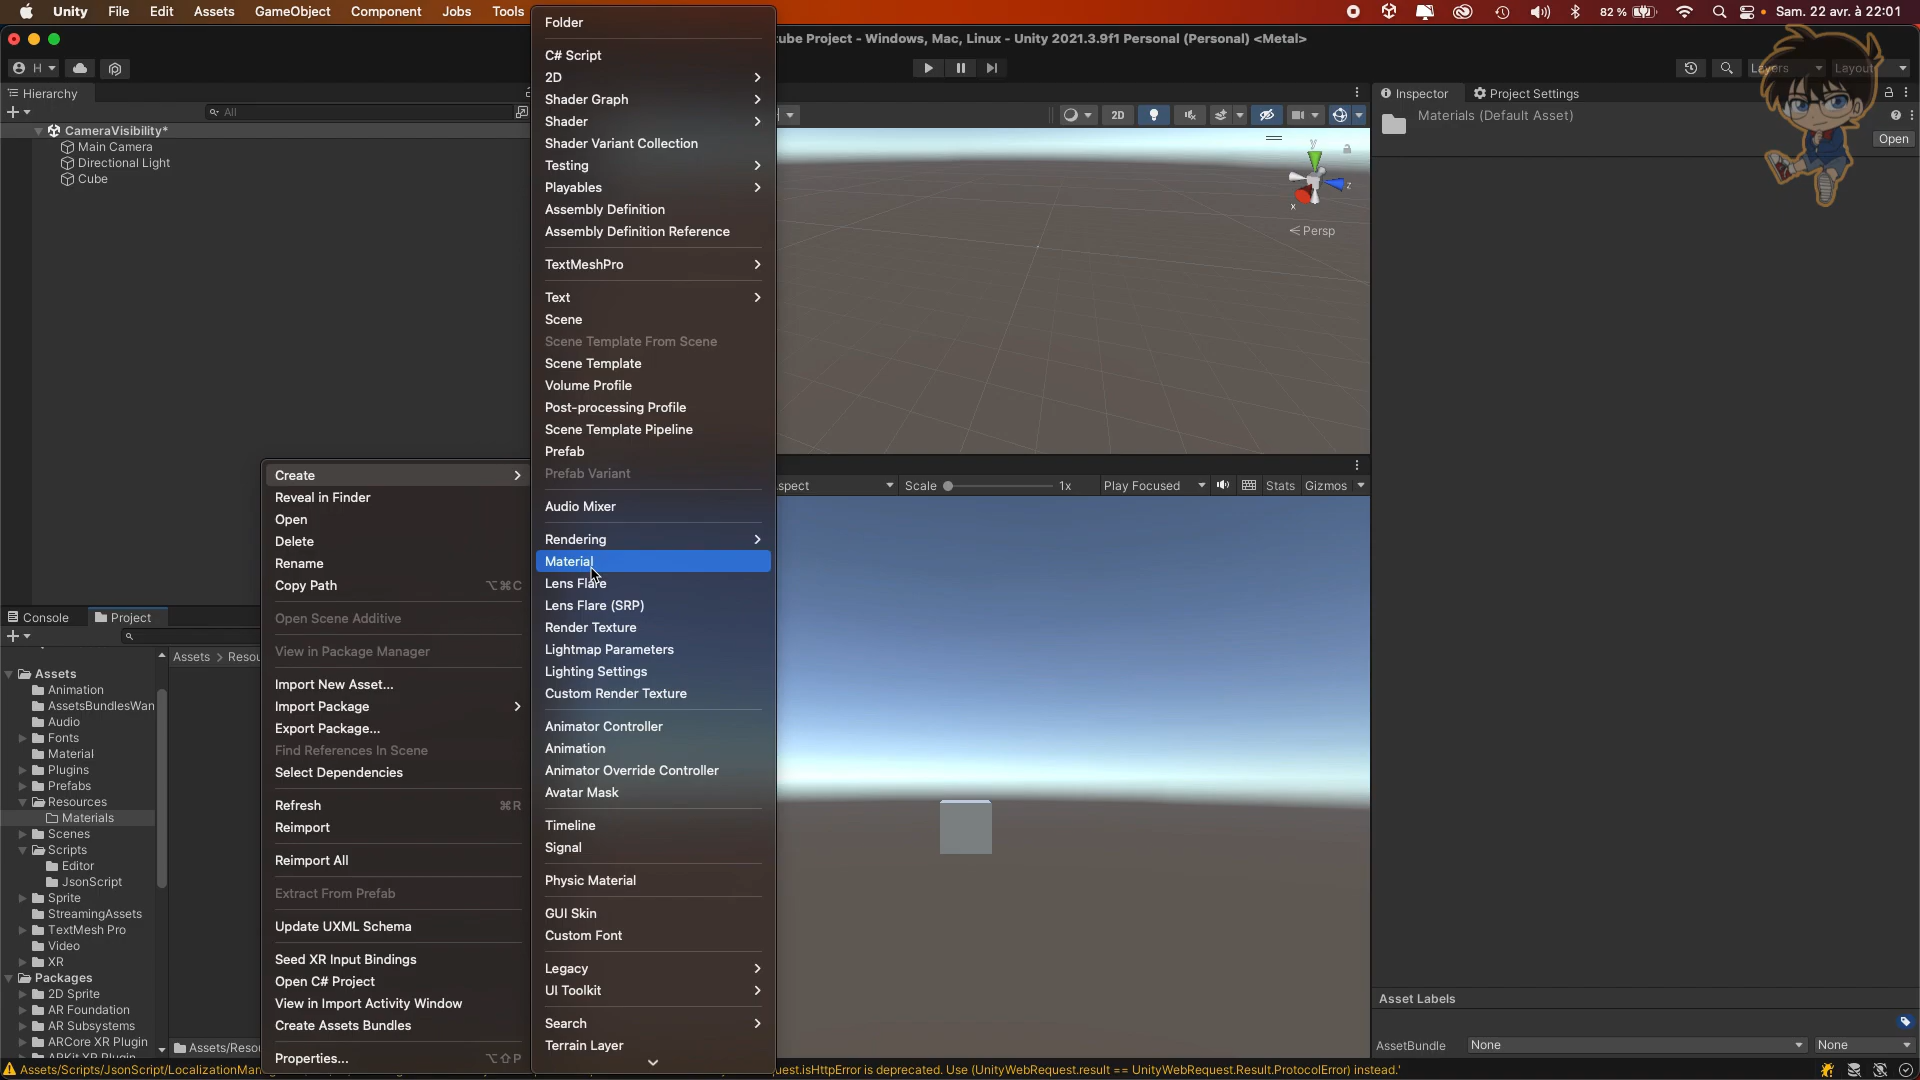 Unity File Edit Assets GameObject Component Jobs Tools
82 % Sam. 22 avr. à 22:01
ube Project - Windows, Mac, Linux - Unity 2021.3.9f1 Personal (Personal) <Metal>
H
Layers
Layout
Hierarchy
All
CameraVisibility*
Main Camera
Directional Light
Cube
Folder
C# Script
2D
Shader Graph
Shader
Shader Variant Collection
Testing
Playables
Assembly Definition
Assembly Definition Reference
TextMeshPro
Text
Scene
Scene Template From Scene
Scene Template
Volume Profile
Post-processing Profile
Scene Template Pipeline
Prefab
Prefab Variant
Audio Mixer
Rendering
Material
Lens Flare
Lens Flare (SRP)
Render Texture
Lightmap Parameters
Lighting Settings
Custom Render Texture
Animator Controller
Animation
Animator Override Controller
Avatar Mask
Timeline
Signal
Physic Material
GUI Skin
Custom Font
Legacy
UI Toolkit
Search
Terrain Layer
Create
Reveal in Finder
Open
Delete
Rename
Copy Path ⌥⌘C
Open Scene Additive
View in Package Manager
Import New Asset...
Import Package
Export Package...
Find References In Scene
Select Dependencies
Refresh ⌘R
Reimport
Reimport All
Extract From Prefab
Update UXML Schema
Seed XR Input Bindings
Open C# Project
View in Import Activity Window
Create Assets Bundles
Properties... ⌥⇧P
2D
y
z
x
< Persp
spect Scale 1x Play Focused Stats Gizmos
Inspector Project Settings
Materials (Default Asset)
Open
Console Project
Assets > Resou
Assets
Animation
AssetsBundlesWan
Audio
Fonts
Material
Plugins
Prefabs
Resources
Materials
Scenes
Scripts
Editor
JsonScript
Sprite
StreamingAssets
TextMesh Pro
Video
XR
Packages
2D Sprite
AR Foundation
AR Subsystems
ARCore XR Plugin
ARKit XR Plugin
Assets/Resou
Asset Labels
AssetBundle None None
Assets/Scripts/JsonScript/LocalizationMan
uest.isHttpError is deprecated. Use (UnityWebRequest.result == UnityWebRequest.Result.ProtocolError) instead.'